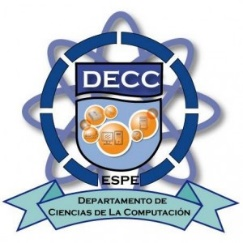 DECC
ESPE
DEPARTAMENTO DE
CIENCIAS DE LA COMPUTACIÓN